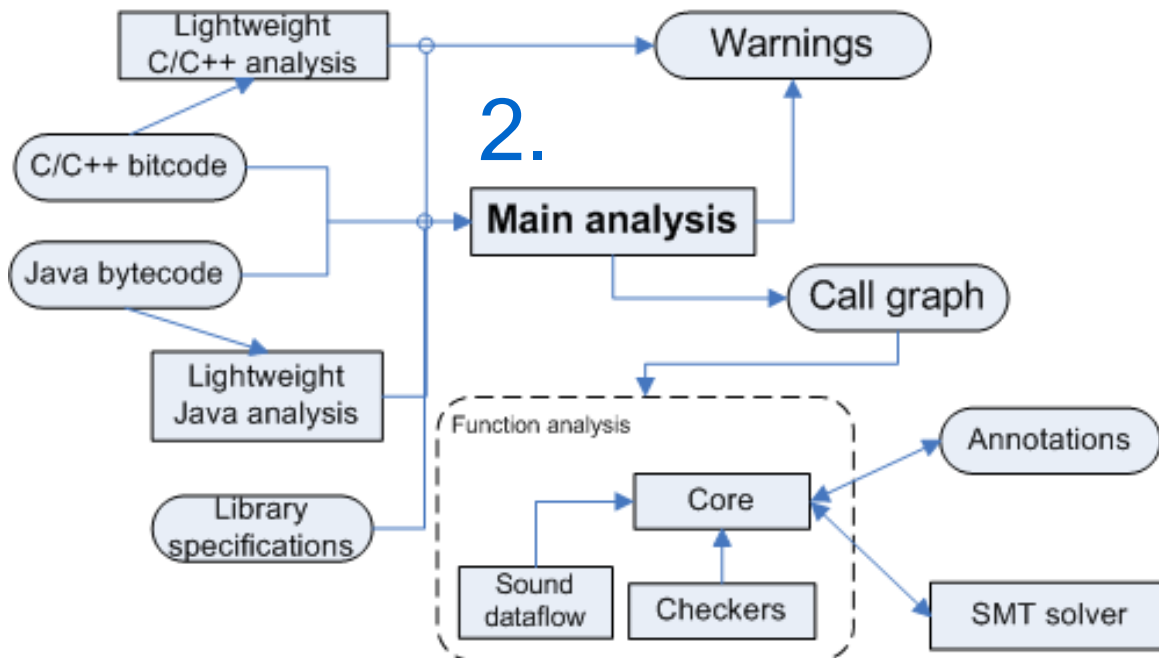 Lightweight
C/C++ analysis
Warnings
2.
C/C++ bitcode
Main analysis
Java bytecode
Call graph
Lightweight
Java analysis
Function analysis
Annotations
Core
Library
specifications
Sound
dataflow
Checkers
SMT solver